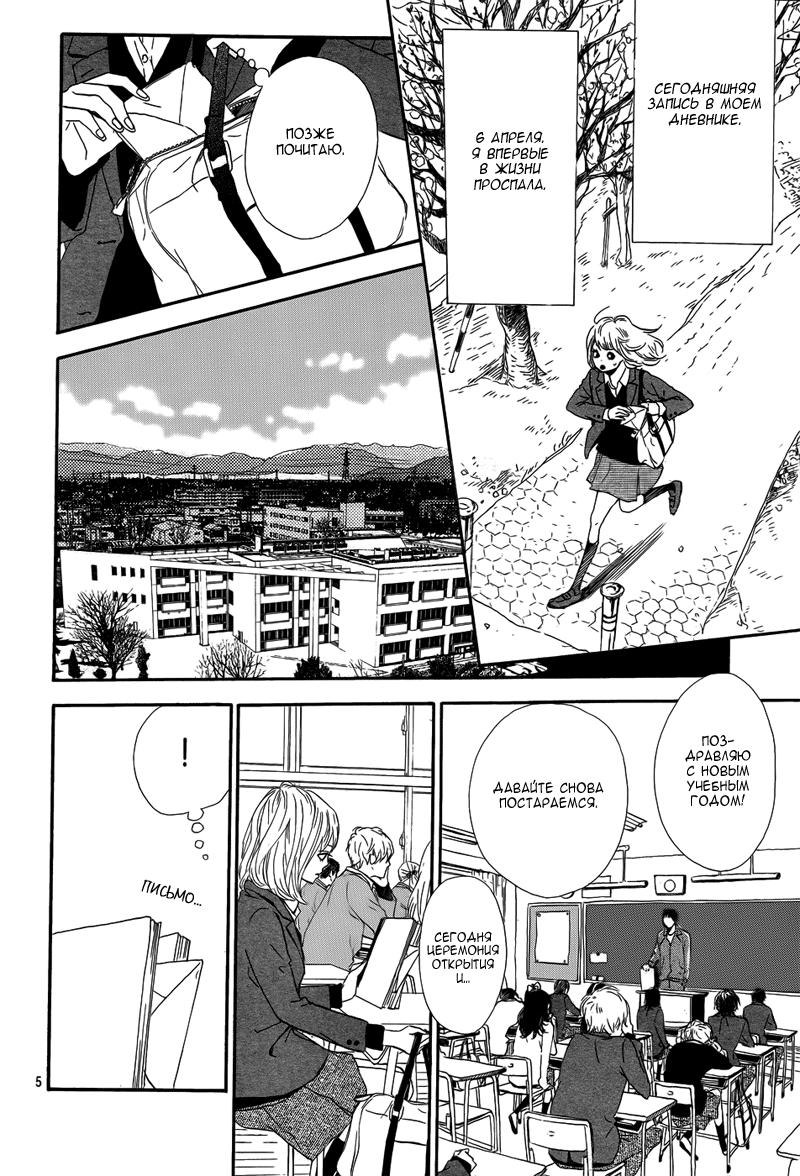 СЕГОДНЯШНЯЯ
ЗАПИСЬ В МОЕМ
ДНЕВНИКЕ.
6 АПРЕЛЯ.
Я ВПЕРВЫЕ
В ЖИЗНИ
ПРОСПАЛА.
ПОЗЖЕ
ПОЧИТАЮ.
ПОЗ-
ДРАВЛЯЮ
С НОВЫМ
УЧЕБНЫМ
ГОДОМ!
ДАВАЙТЕ СНОВА
ПОСТАРАЕМСЯ.
СЕГОДНЯ
ЦЕРЕМОНИЯ
ОТКРЫТИЯ
И...
!
ПИСЬМО...
5